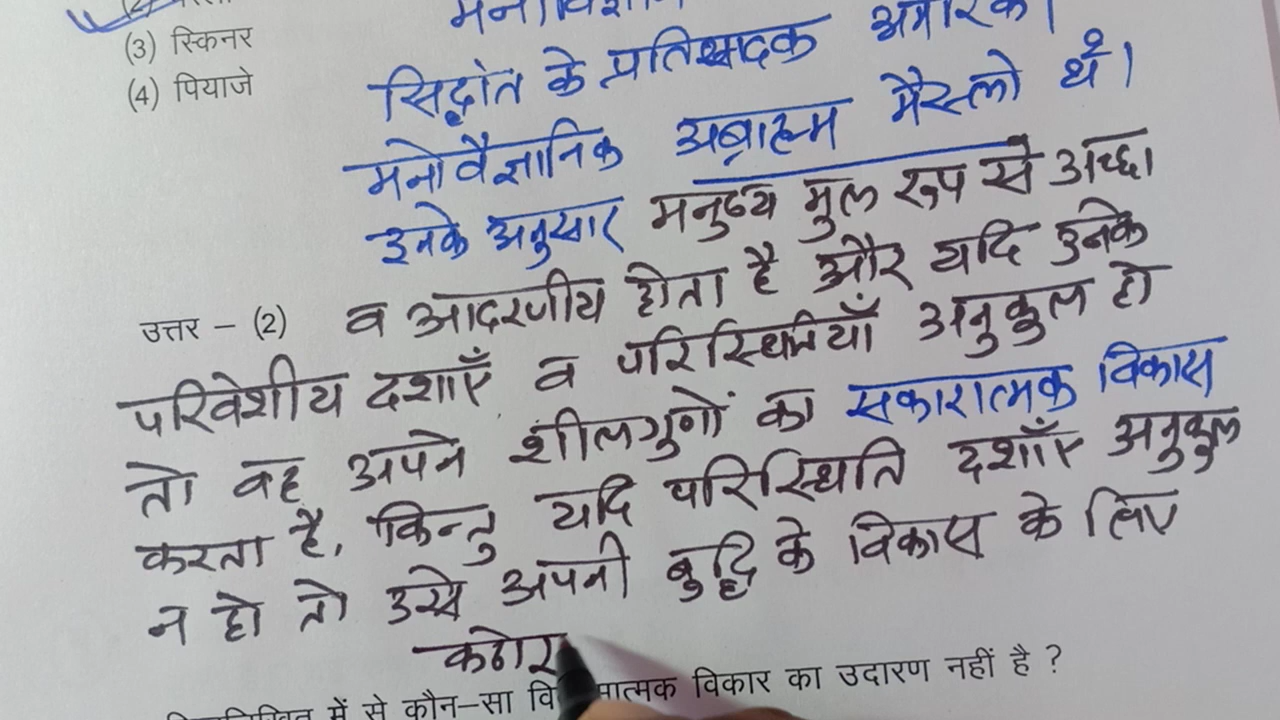 (3) स्किनर
(4) पियाजे
सिद्धांत के प्रतिपादक
मनोवैज्ञानिक अब्राहम मैस्लो थे।
इनके अनुसार मनुष्य मुल रूप से अच्छा
उत्तर – (2) व आदरणीय होता है और यदि उनके
परिवेशीय दशाएँ व परिस्थितियाँ अनुकुल हो
तो वह अपने शीलगुणों का सकारात्मक विकास
करता है, किन्तु यदि परिस्थिति दशाएँ अनुकुल
न हो तो उसे अपनी बुद्धि के विकास के लिए
कठोर
में से कौन–सा वि मात्मक विकार का उदारण नहीं है ?